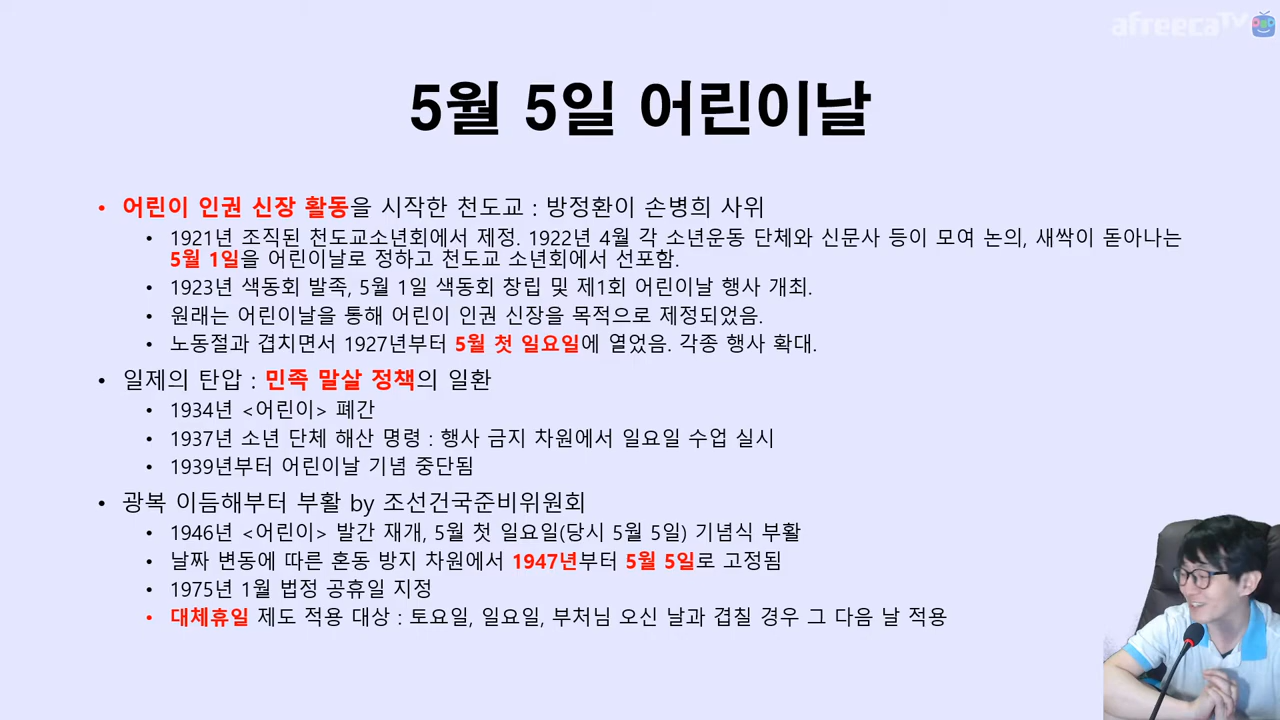 afreecaTV
5월 5일 어린이날
• 어린이 인권 신장 활동을 시작한 천도교 : 방정환이 손병희 사위
• 1921년 조직된 천도교소년회에서 제정. 1922년 4월 각 소년운동 단체와 신문사 등이 모여 논의, 새싹이 돋아나는
5월 1일을 어린이날로 정하고 천도교 소년회에서 선포함.
• 1923년 색동회 발족, 5월 1일 색동회 창립 및 제1회 어린이날 행사 개최.
• 원래는 어린이날을 통해 어린이 인권 신장을 목적으로 제정되었음.
• 노동절과 겹치면서 1927년부터 5월 첫 일요일에 열었음. 각종 행사 확대.
• 일제의 탄압 : 민족 말살 정책의 일환
• 1934년 <어린이> 폐간
• 1937년 소년 단체 해산 명령 : 행사 금지 차원에서 일요일 수업 실시
• 1939년부터 어린이날 기념 중단됨
• 광복 이듬해부터 부활 by 조선건국준비위원회
• 1946년 <어린이> 발간 재개, 5월 첫 일요일(당시 5월 5일) 기념식 부활
• 날짜 변동에 따른 혼동 방지 차원에서 1947년부터 5월 5일로 고정됨
• 1975년 1월 법정 공휴일 지정
• 대체휴일 제도 적용 대상 : 토요일, 일요일, 부처님 오신 날과 겹칠 경우 그 다음 날 적용